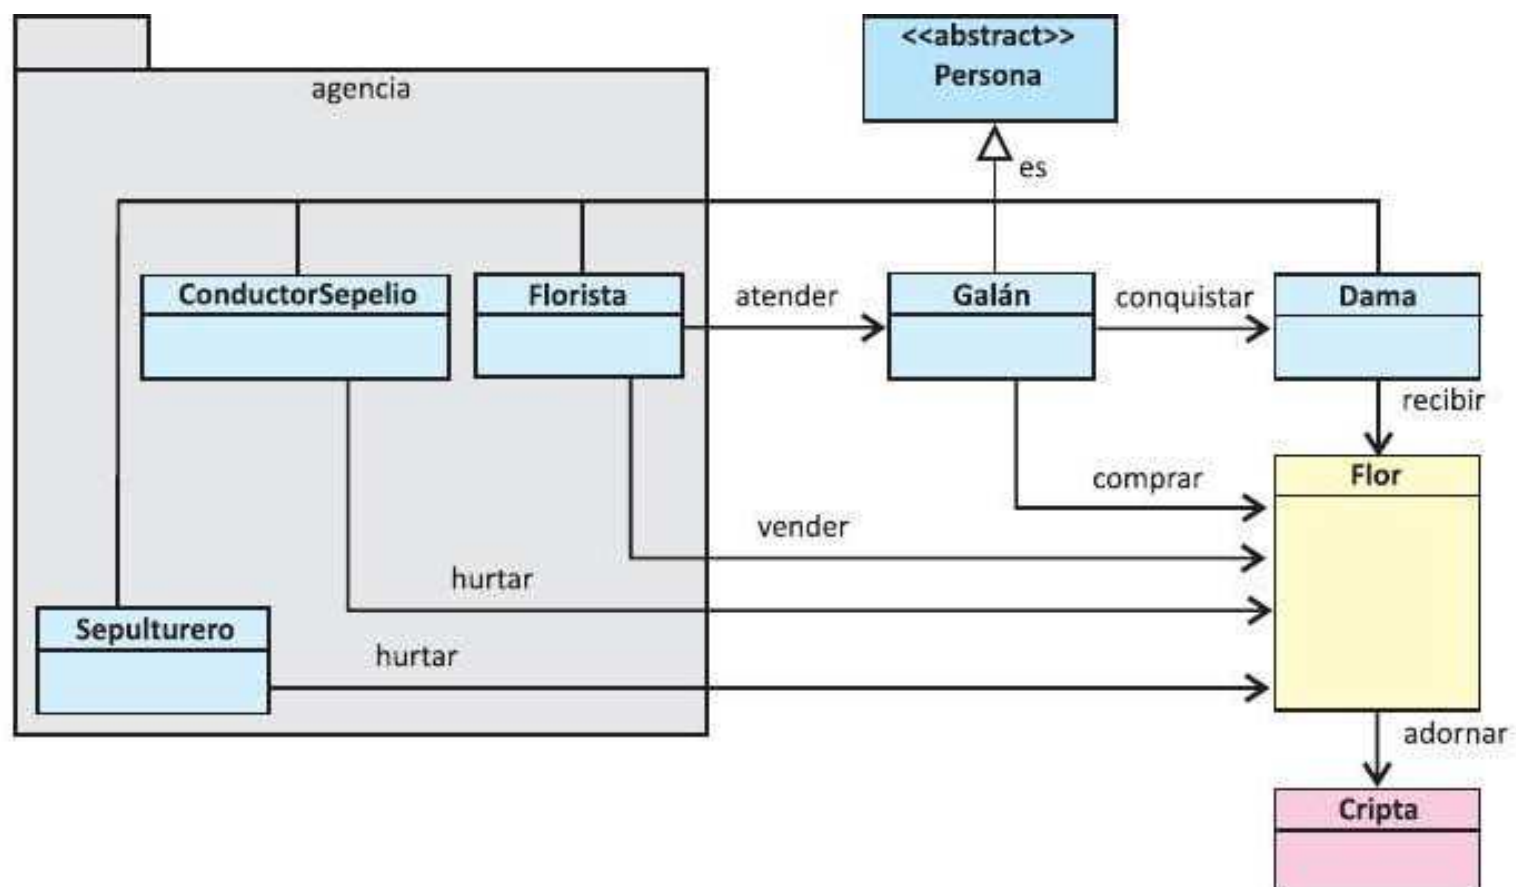 <<abstract>>
Persona
agencia
es
ConductorSepelio
Florista
atender
Galán
conquistar
Dama
recibir
comprar
Flor
vender
hurtar
Sepulturero
hurtar
adornar
Cripta